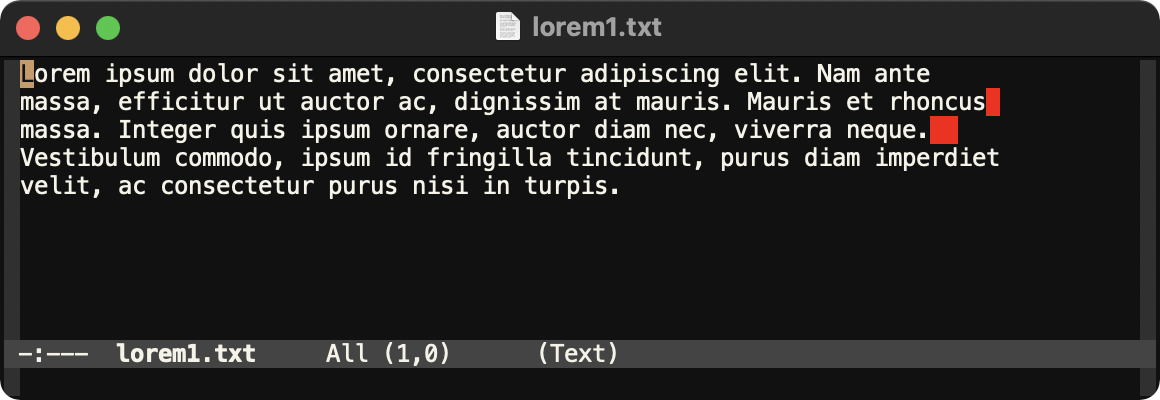 lorem1.txt
Lorem ipsum dolor sit amet, consectetur adipiscing elit. Nam ante
massa, efficitur ut auctor ac, dignissim at mauris. Mauris et rhoncus
massa. Integer quis ipsum ornare, auctor diam nec, viverra neque.
Vestibulum commodo, ipsum id fringilla tincidunt, purus diam imperdiet
velit, ac consectetur purus nisi in turpis.
-:---  lorem1.txt     All (1,0)      (Text)